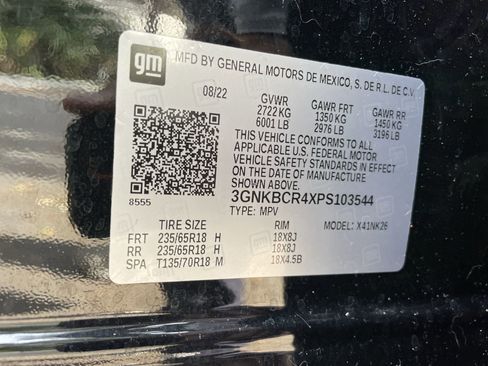 gm
MFD BY GENERAL MOTORS DE MEXICO, S. DE R.L. DE C.V.
08/22 GVWR GAWR FRT GAWR RR
2722 KG 1350 KG 1450 KG
6001 LB 2976 LB 3196 LB
THIS VEHICLE CONFORMS TO ALL
APPLICABLE U.S. FEDERAL MOTOR
VEHICLE SAFETY STANDARDS IN EFFECT
ON THE DATE OF MANUFACTURE
SHOWN ABOVE.
3GNKBCR4XPS103544
8555 TYPE: MPV MODEL: X41NK26
TIRE SIZE RIM
FRT 235/65R18 H 18X8J
RR 235/65R18 H 18X8J
SPA T135/70R18 M 18X4.5B